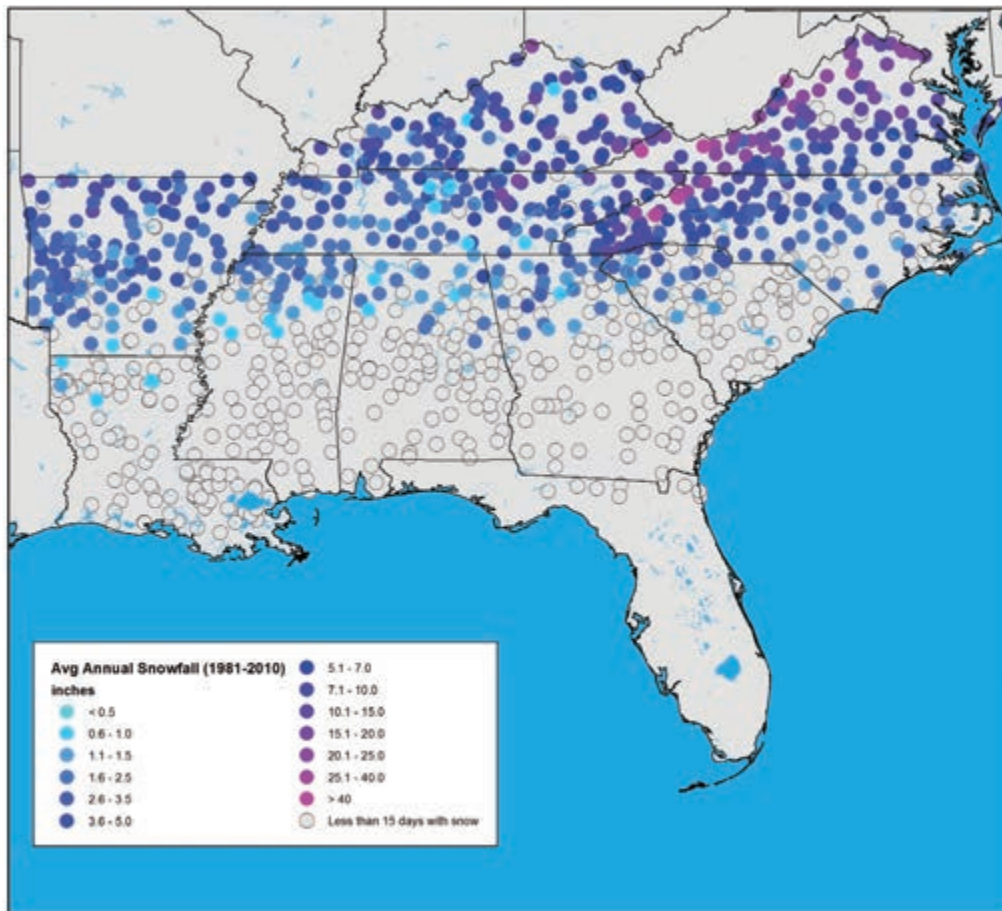 Avg Annual Snowfall (1981-2010)
inches
< 0.5
0.6 - 1.0
1.1 - 1.5
1.6 - 2.5
2.6 - 3.5
3.6 - 5.0
5.1 - 7.0
7.1 - 10.0
10.1 - 15.0
15.1 - 20.0
20.1 - 25.0
25.1 - 40.0
> 40
Less than 15 days with snow